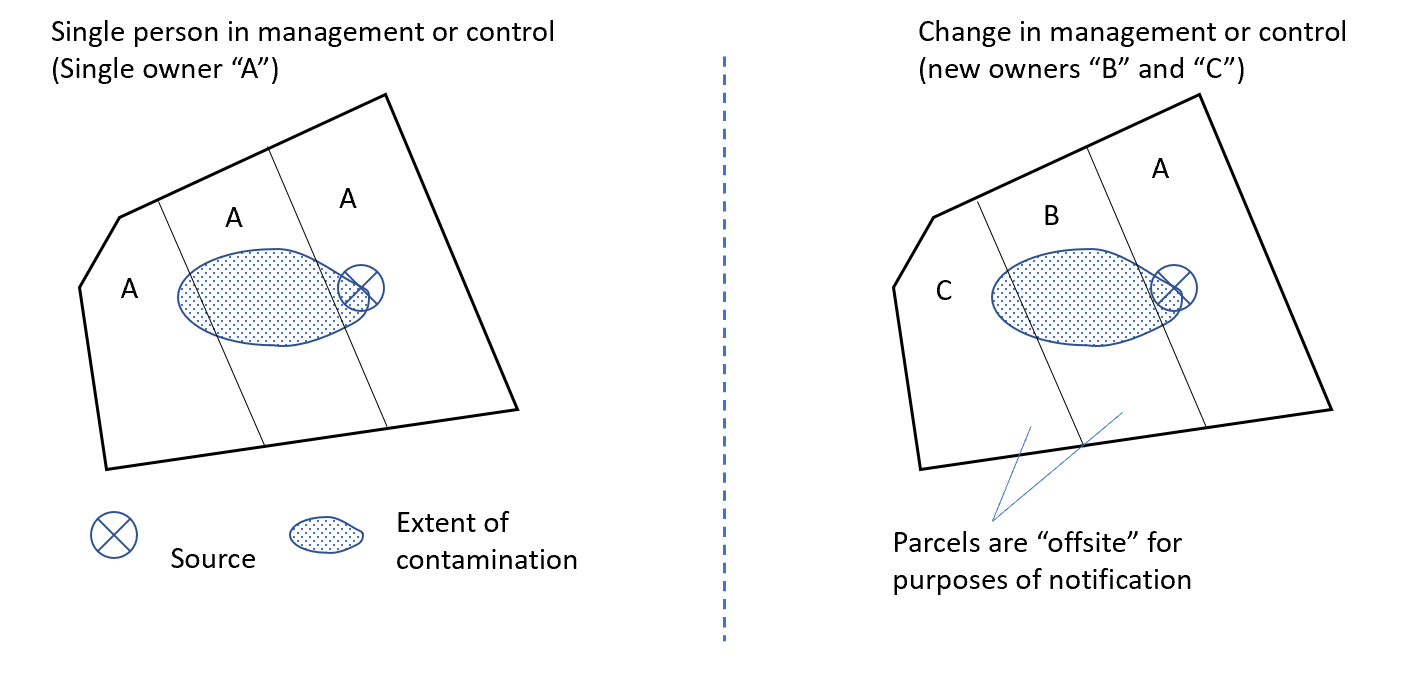 Single person in management or control
(Single owner “A”)
A
A
A
Source
Extent of
contamination
Change in management or control
(new owners “B” and “C”)
A
B
C
Parcels are “offsite” for
purposes of notification